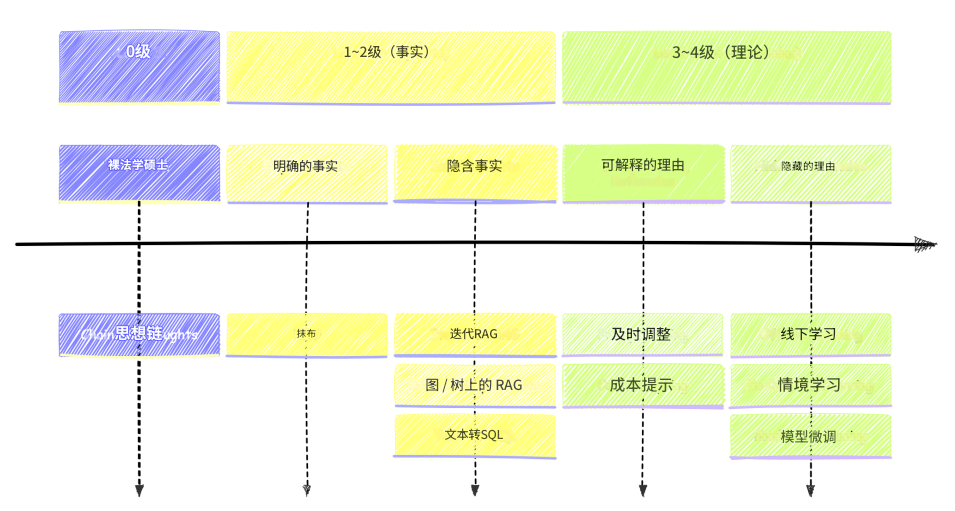 0级
1~2级（事实）
3~4级（理论）
裸法学硕士
明确的事实
隐含事实
可解释的理由
隐藏的理由
思想链
抹布
迭代RAG
及时调整
线下学习
图 / 树上的 RAG
成本提示
情境学习
文本转SQL
模型微调